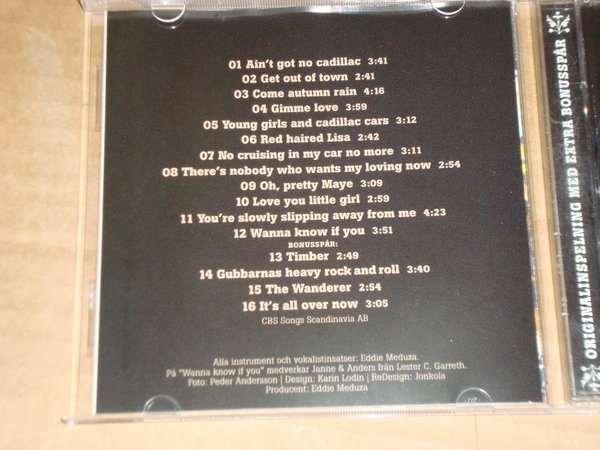 01 Ain't got no cadillac 3:41
02 Get out of town 2:41
03 Come autumn rain 4:16
04 Gimme love 3:59
05 Young girls and cadillac cars 3:12
06 Red haired Lisa 2:42
07 No cruising in my car no more 3:11
08 There's nobody who wants my loving now 2:54
09 Oh, pretty Maye 3:09
10 Love you little girl 2:59
11 You're slowly slipping away from me 4:23
12 Wanna know if you 3:51
BONUSSPÅR:
13 Timber 2:49
14 Gubbarnas heavy rock and roll 3:40
15 The Wanderer 2:54
16 It's all over now 3:05
CBS Songs Scandinavia AB
Alla instrument och vokalistinsatser: Eddie Meduza.
På "Wanna know if you" medverkar Janne & Anders från Lester C. Garreth.
Foto: Peder Andersson | Design: Karin Lodin | ReDesign: Jonkola
Producent: Eddie Meduza
ORIGINALINSPELNING MED EXTRA BONUSSPÅR